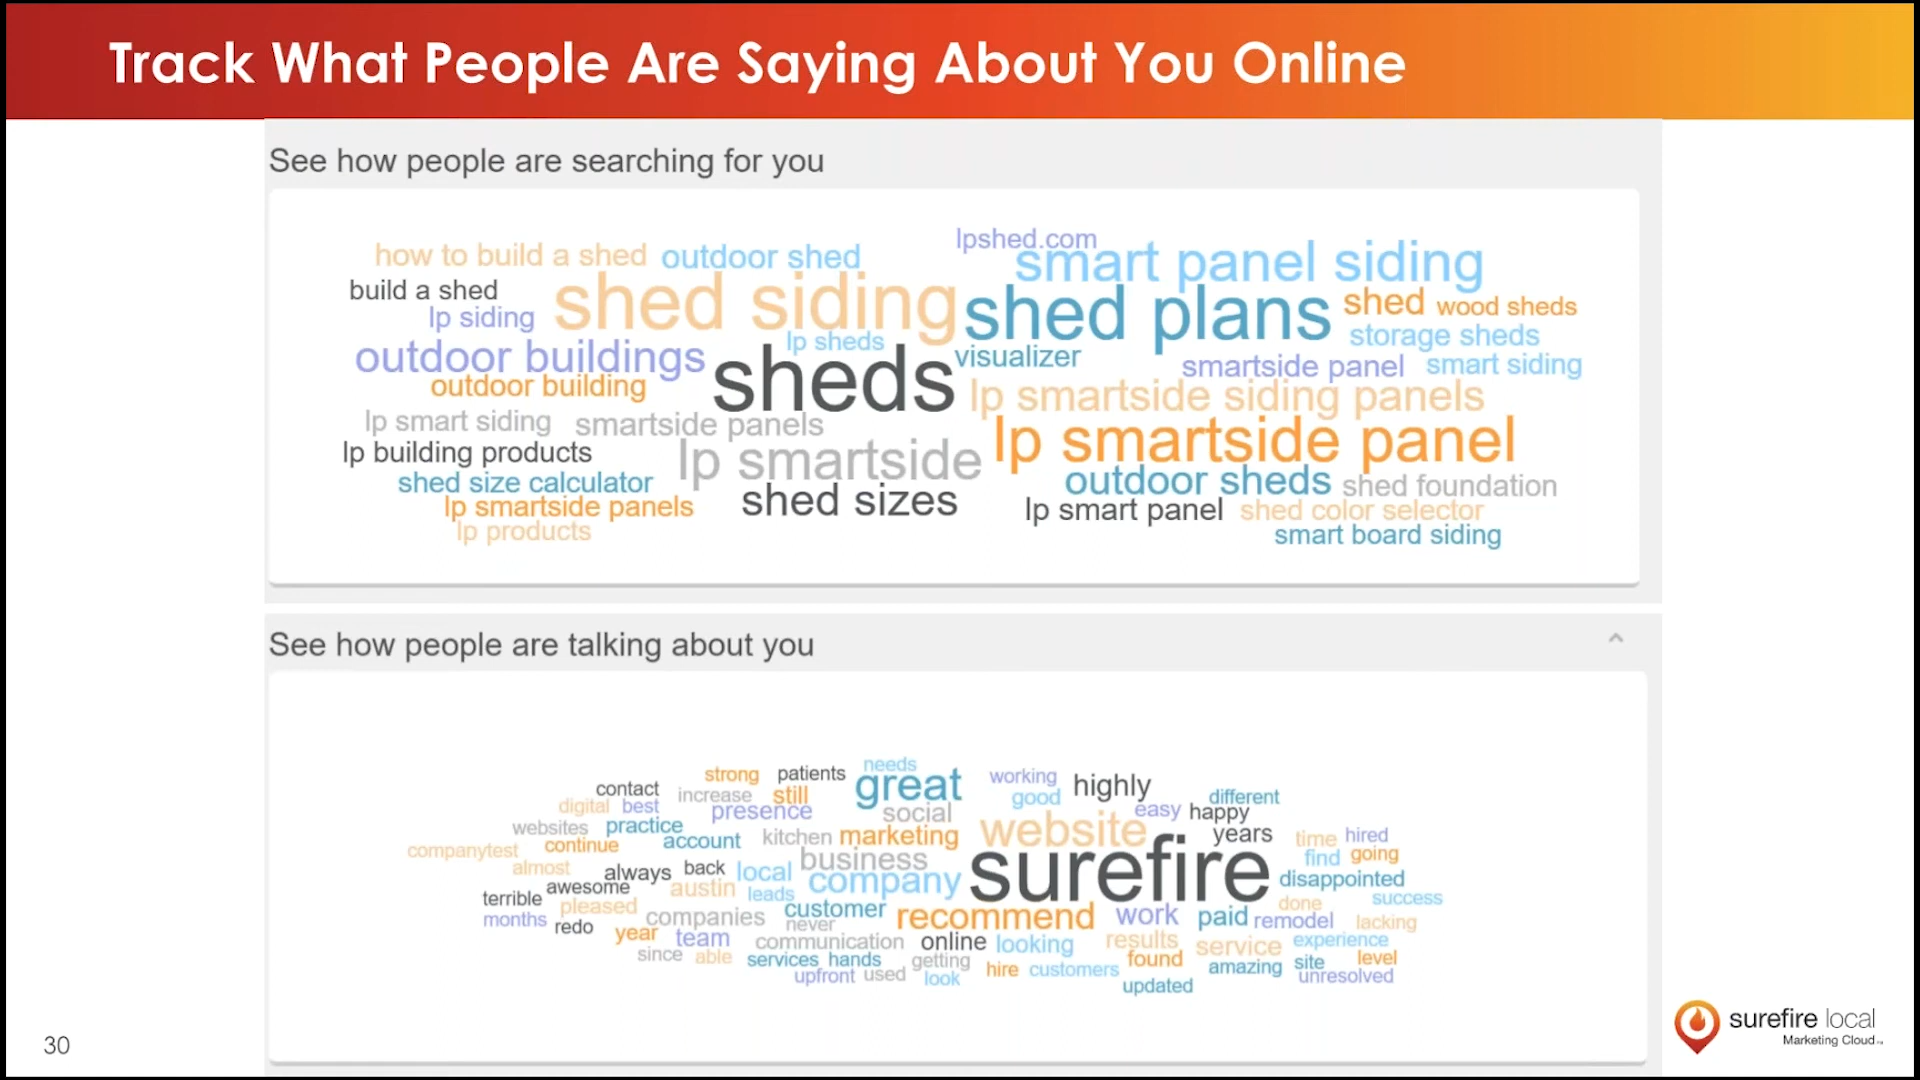 Track What People Are Saying About You Online
See how people are searching for you
lpshed.com
how to build a shed outdoor shed smart panel siding
build a shed shed siding shed plans shed wood sheds
lp siding lp sheds storage sheds
outdoor buildings sheds visualizer smartside panel smart siding
outdoor building lp smartside siding panels
lp smart siding smartside panels lp smartside panel
lp building products lp smartside
shed size calculator outdoor sheds shed foundation
lp smartside panels shed sizes lp smart panel shed color selector
lp products smart board siding
See how people are talking about you
needs
strong patients great working highly
contact increase still good different
digital best presence social easy happy
websites practice website years
account kitchen marketing time hired
companytest continue business find going
almost always back local company surefire disappointed
terrible awesome austin leads success
pleased customer done
months redo companies never recommend work paid remodel lacking
year team communication online looking results service experience
since able services hands getting found amazing site level
upfront used look hire customers unresolved
updated
30
surefire local
Marketing Cloud